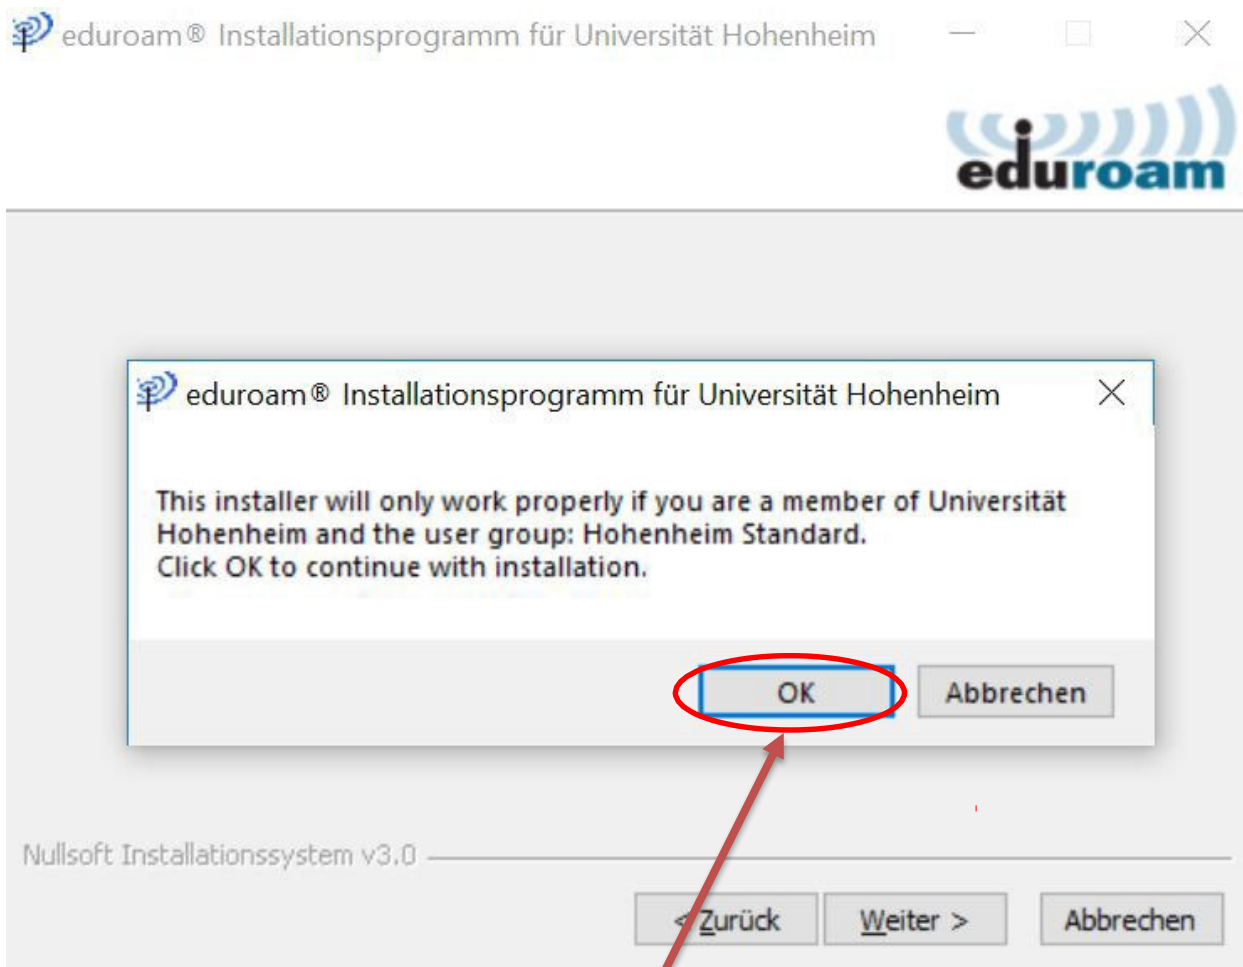 eduroam® Installationsprogramm für Universität Hohenheim
eduroam
eduroam® Installationsprogramm für Universität Hohenheim
This installer will only work properly if you are a member of Universität
Hohenheim and the user group: Hohenheim Standard.
Click OK to continue with installation.
OK
Abbrechen
Nullsoft Installationssystem v3.0
< Zurück
Weiter >
Abbrechen